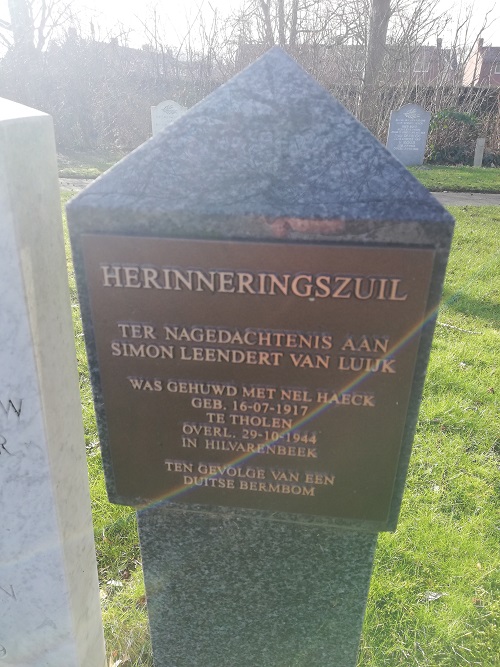 HERINNERINGSZUIL
TER NAGEDACHTENIS AAN
SIMON LEENDERT VAN LUIJK
WAS GEHUWD MET NEL HAECK
GEB. 16-07-1917
TE THOLEN
OVERL. 29-10-1944
IN HILVARENBEEK
TEN GEVOLGE VAN EEN
DUITSE BERMBOM
W
R
N